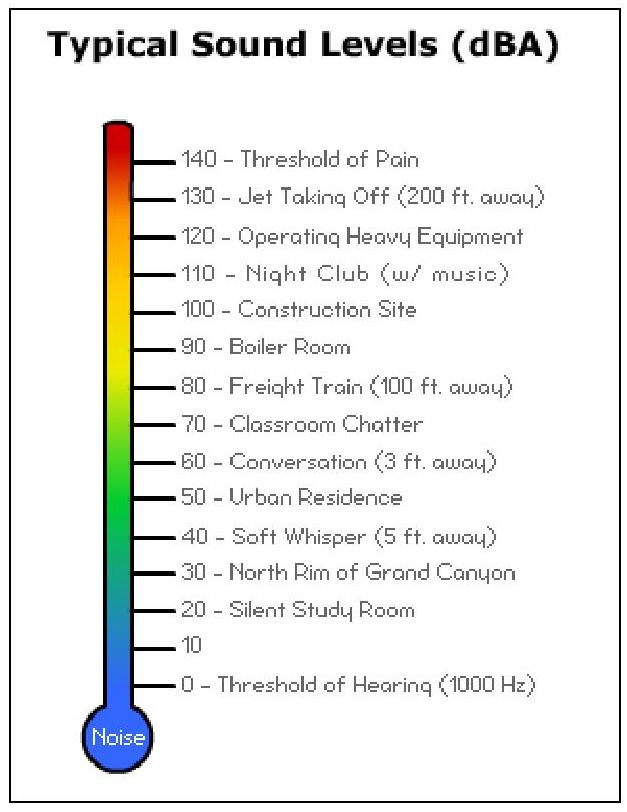 Typical Sound Levels (dBA)
140 - Threshold of Pain
130 - Jet Taking Off (200 ft. away)
120 - Operating Heavy Equipment
110 - Night Club (w/ music)
100 - Construction Site
90 - Boiler Room
80 - Freight Train (100 ft. away)
70 - Classroom Chatter
60 - Conversation (3 ft. away)
50 - Urban Residence
40 - Soft Whisper (5 ft. away)
30 - North Rim of Grand Canyon
20 - Silent Study Room
10
0 - Threshold of Hearing (1000 Hz)
Noise